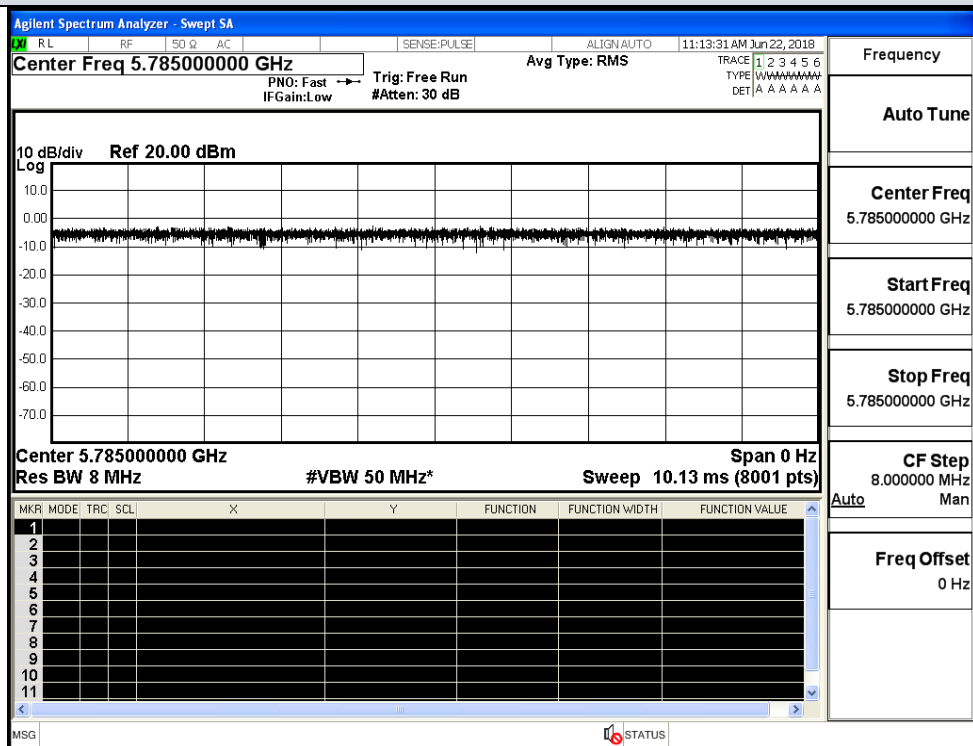 Agilent Spectrum Analyzer - Swept SA
LXI RL RF 50 Ω AC SENSE:PULSE ALIGN AUTO 11:13:31 AM Jun 22, 2018
Center Freq 5.785000000 GHz
PNO: Fast
IFGain:Low
Trig: Free Run
#Atten: 30 dB
Avg Type: RMS
TRACE 1 2 3 4 5 6
TYPE WWWWWW
DET A A A A A A
10 dB/div Ref 20.00 dBm
Log
10.0
0.00
-10.0
-20.0
-30.0
-40.0
-50.0
-60.0
-70.0
Center 5.785000000 GHz Span 0 Hz
Res BW 8 MHz #VBW 50 MHz* Sweep 10.13 ms (8001 pts)
MKR MODE TRC SCL X Y FUNCTION FUNCTION WIDTH FUNCTION VALUE
1
2
3
4
5
6
7
8
9
10
11
MSG STATUS
Frequency
Auto Tune
Center Freq
5.785000000 GHz
Start Freq
5.785000000 GHz
Stop Freq
5.785000000 GHz
CF Step
8.000000 MHz
Auto Man
Freq Offset
0 Hz